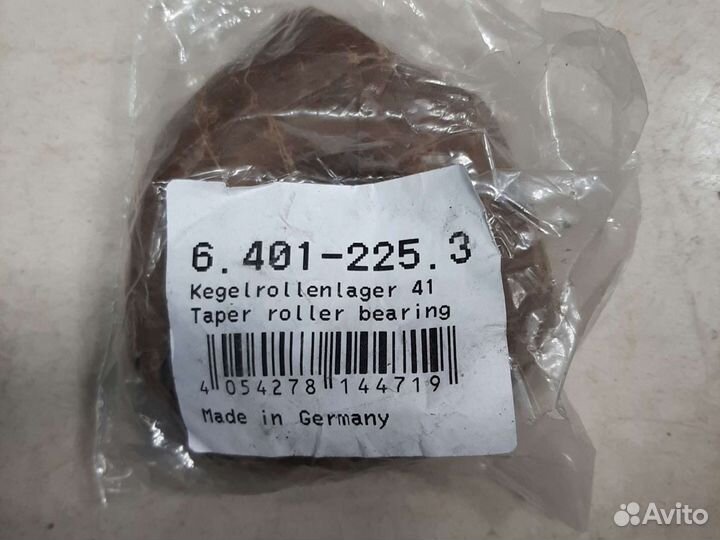 6.401-225.3
Kegelrollenlager 41
Taper roller bearing
4 054278 144719
Made in Germany
Avito